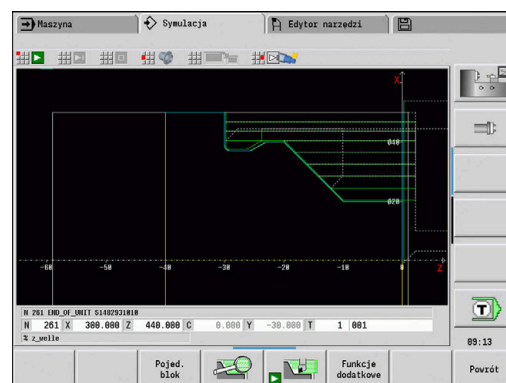 Maszyna
Symulacja
Edytor narzędzi
X
Ø40
Ø20
-60 -50 -40 -30 -20 -10 0 Z
N 261 END_OF_UNIT S1482931010
N 261 X 300.000 Z 440.000 C 0.000 Y -30.000 T 1 001
% z_welle
T
09:13
Pojed. blok
Funkcje dodatkowe
Powrót